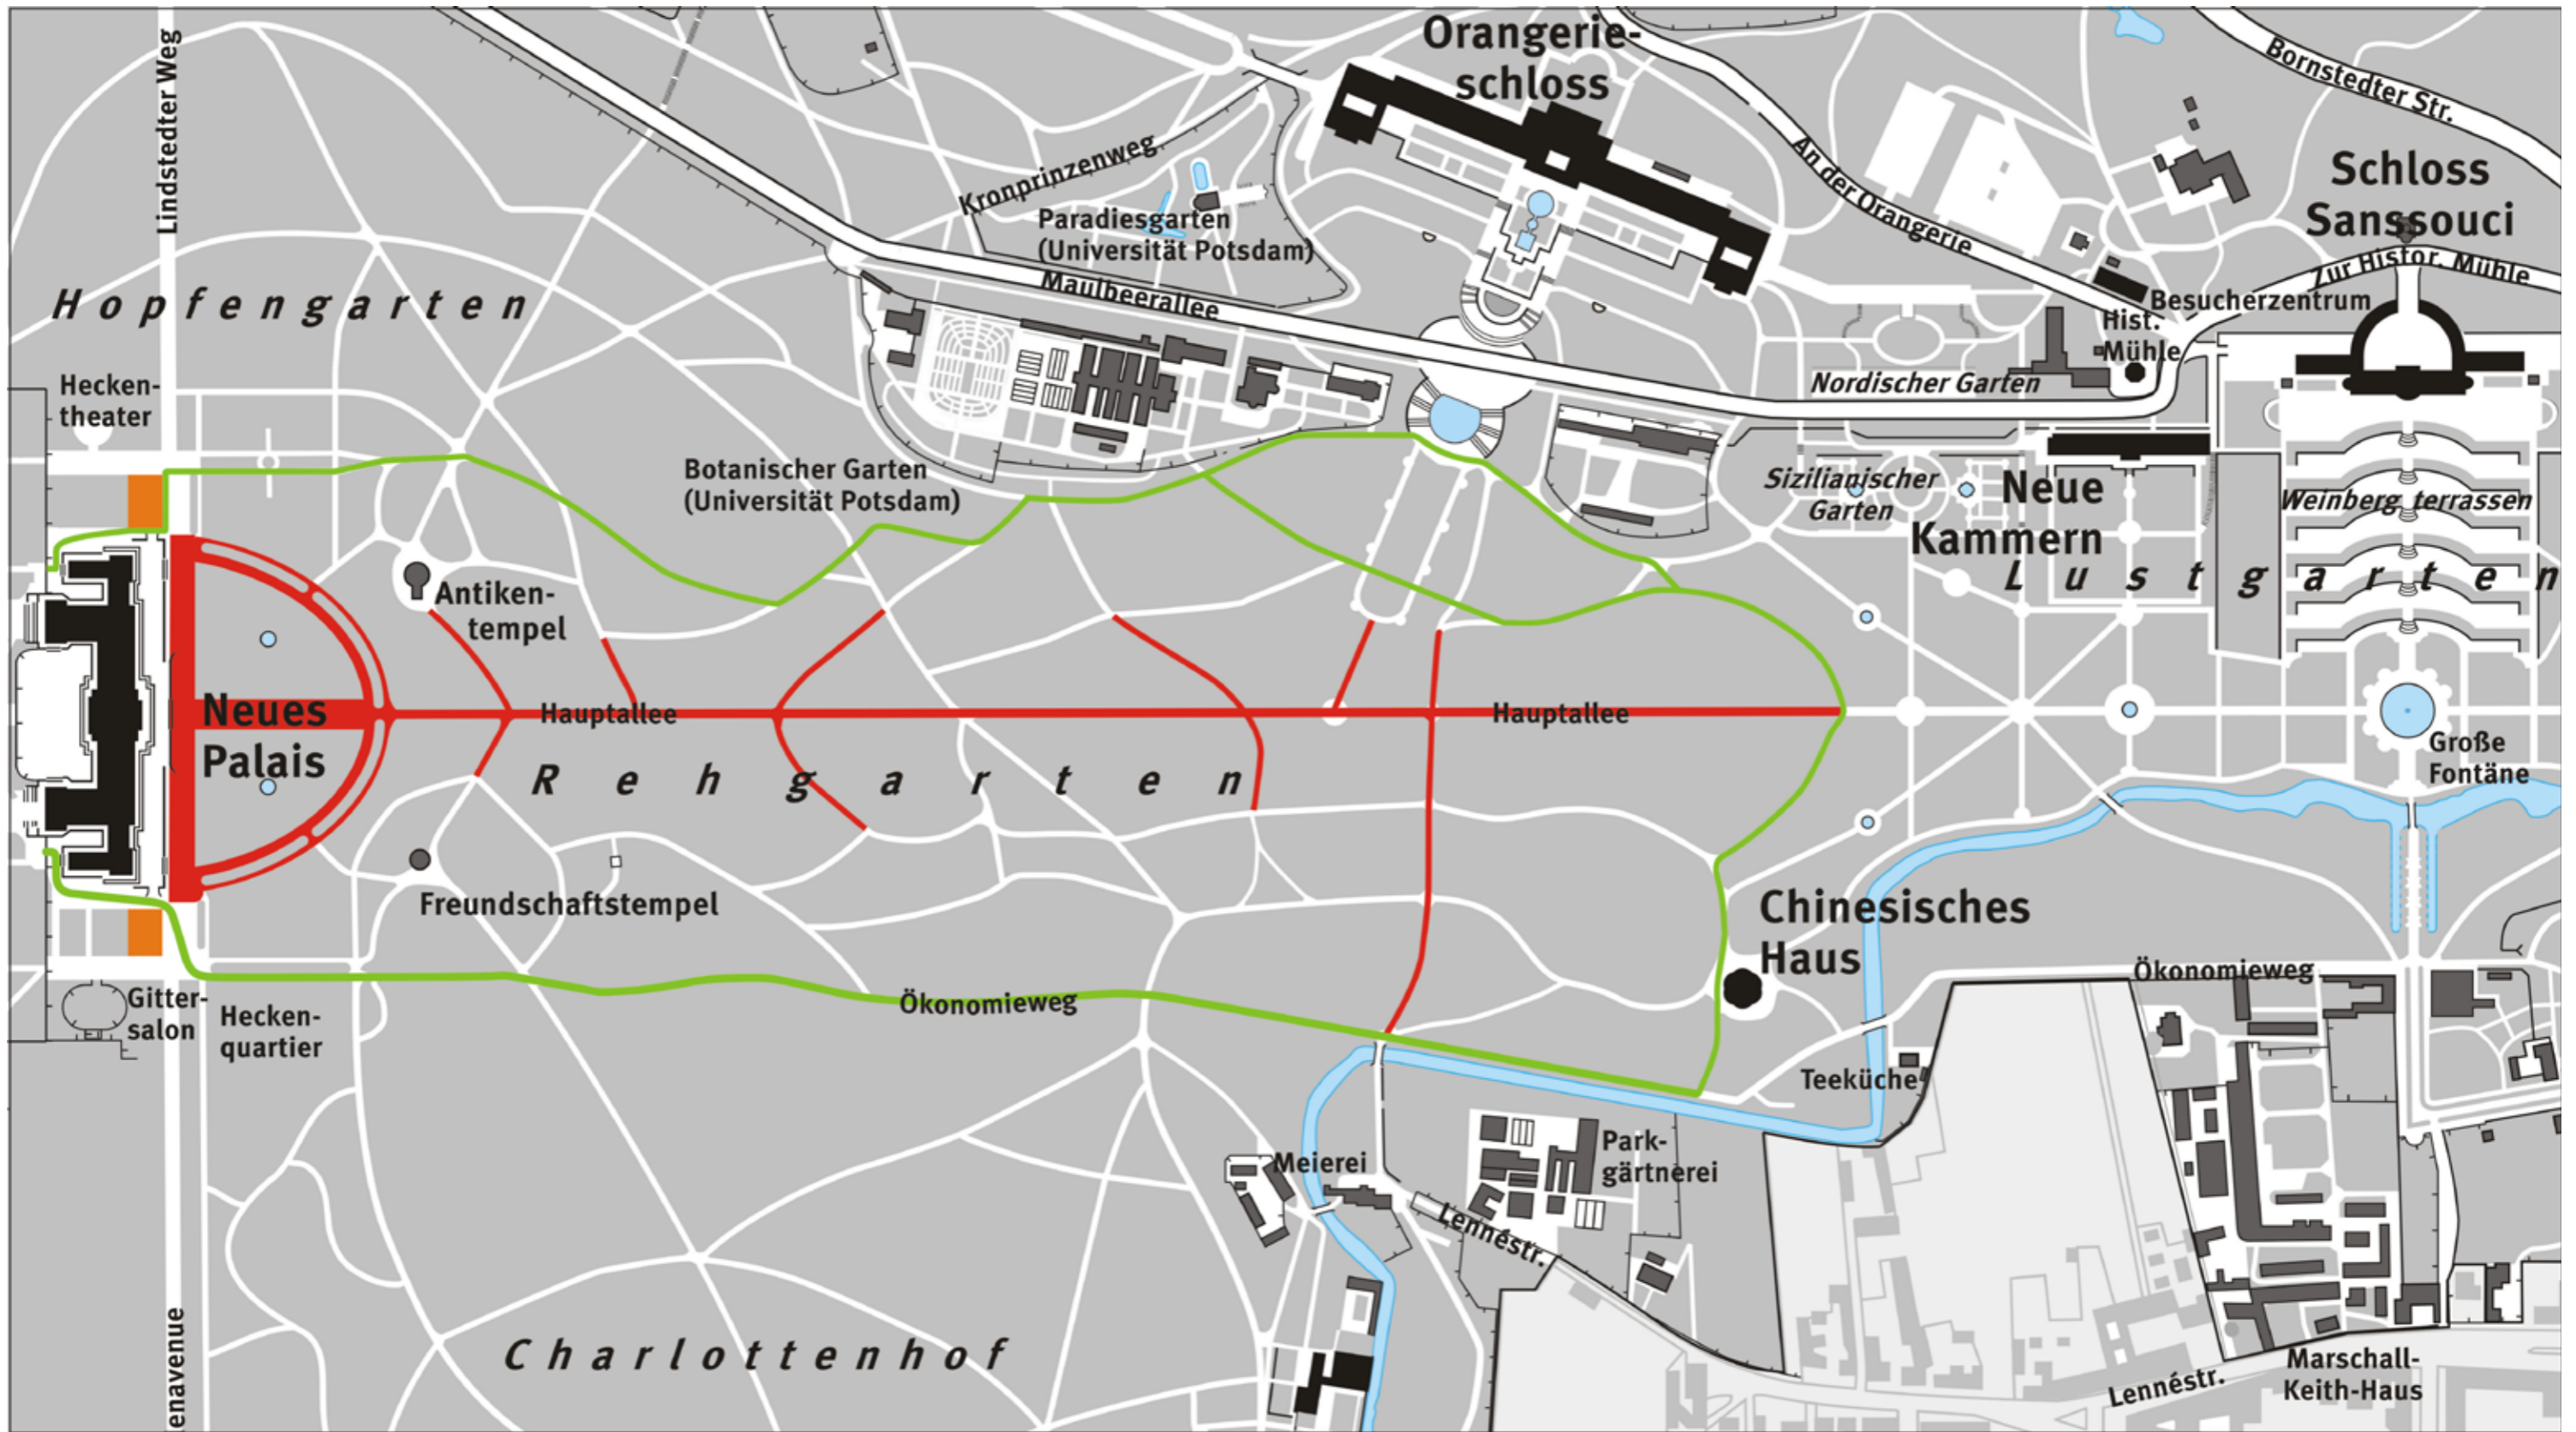 Lindstedter Weg
Orangerie-
schloss
Bornstedter Str.
Kronprinzenweg
An der Orangerie
Schloss
Sanssouci
Paradiesgarten
(Universität Potsdam)
Maulbeerallee
Zur Histor. Mühle
Besucherzentrum
Hist.
Mühle
Hopfengarten
Hecken-
theater
Nordischer Garten
Botanischer Garten
(Universität Potsdam)
Sizilianischer
Garten
Neue
Kammern
Weinberg terrassen
Lustgarten
Antiken-
tempel
Neues
Palais
Hauptallee
Hauptallee
Rehgarten
Große
Fontäne
Freundschaftstempel
Chinesisches
Haus
Ökonomieweg
Gitter-
salon
Hecken-
quartier
Ökonomieweg
Teeküche
Meierei
Park-
gärtnerei
Lennéstr.
Charlottenhof
enavenue
Lennéstr.
Marschall-
Keith-Haus